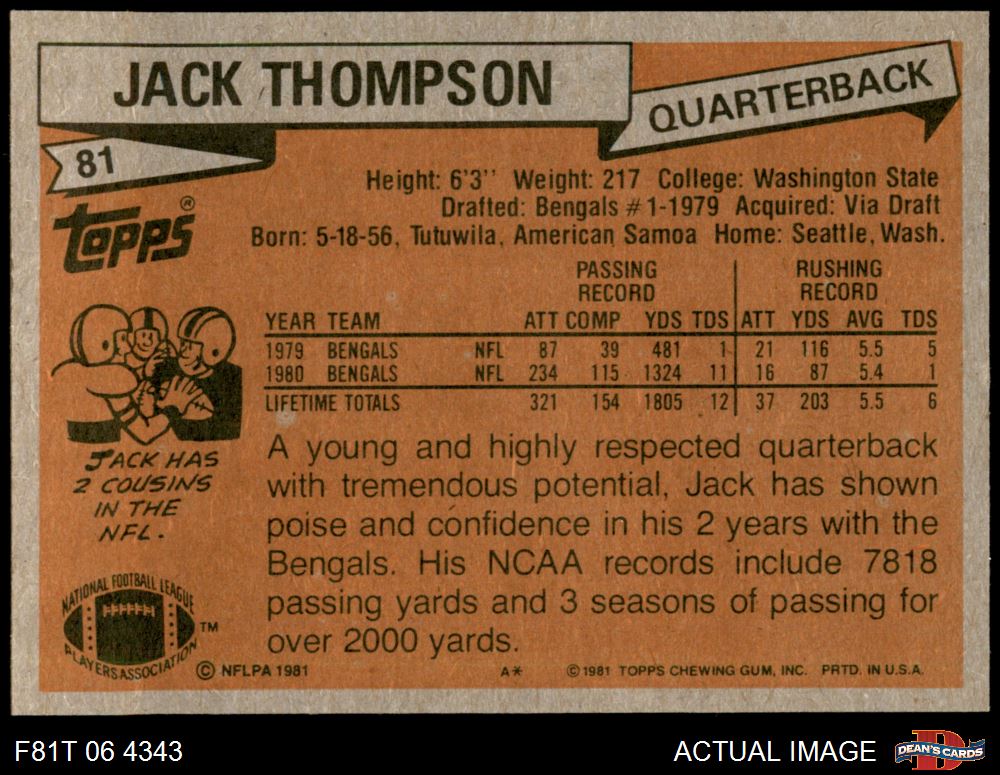 JACK THOMPSON
QUARTERBACK
81
TOPPS®
Height: 6'3'' Weight: 217 College: Washington State
Drafted: Bengals #1-1979 Acquired: Via Draft
Born: 5-18-56, Tutuwila, American Samoa Home: Seattle, Wash.
PASSING RECORD RUSHING RECORD
YEAR TEAM ATT COMP YDS TDS ATT YDS AVG TDS
1979 BENGALS NFL 87 39 481 1 21 116 5.5 5
1980 BENGALS NFL 234 115 1324 11 16 87 5.4 1
LIFETIME TOTALS 321 154 1805 12 37 203 5.5 6
JACK HAS
2 COUSINS
IN THE
NFL.
A young and highly respected quarterback
with tremendous potential, Jack has shown
poise and confidence in his 2 years with the
Bengals. His NCAA records include 7818
passing yards and 3 seasons of passing for
over 2000 yards.
NATIONAL FOOTBALL LEAGUE
PLAYERS ASSOCIATION
TM
© NFLPA 1981 A* © 1981 TOPPS CHEWING GUM, INC. PRTD. IN U.S.A.
F81T 06 4343 ACTUAL IMAGE DEAN'S CARDS